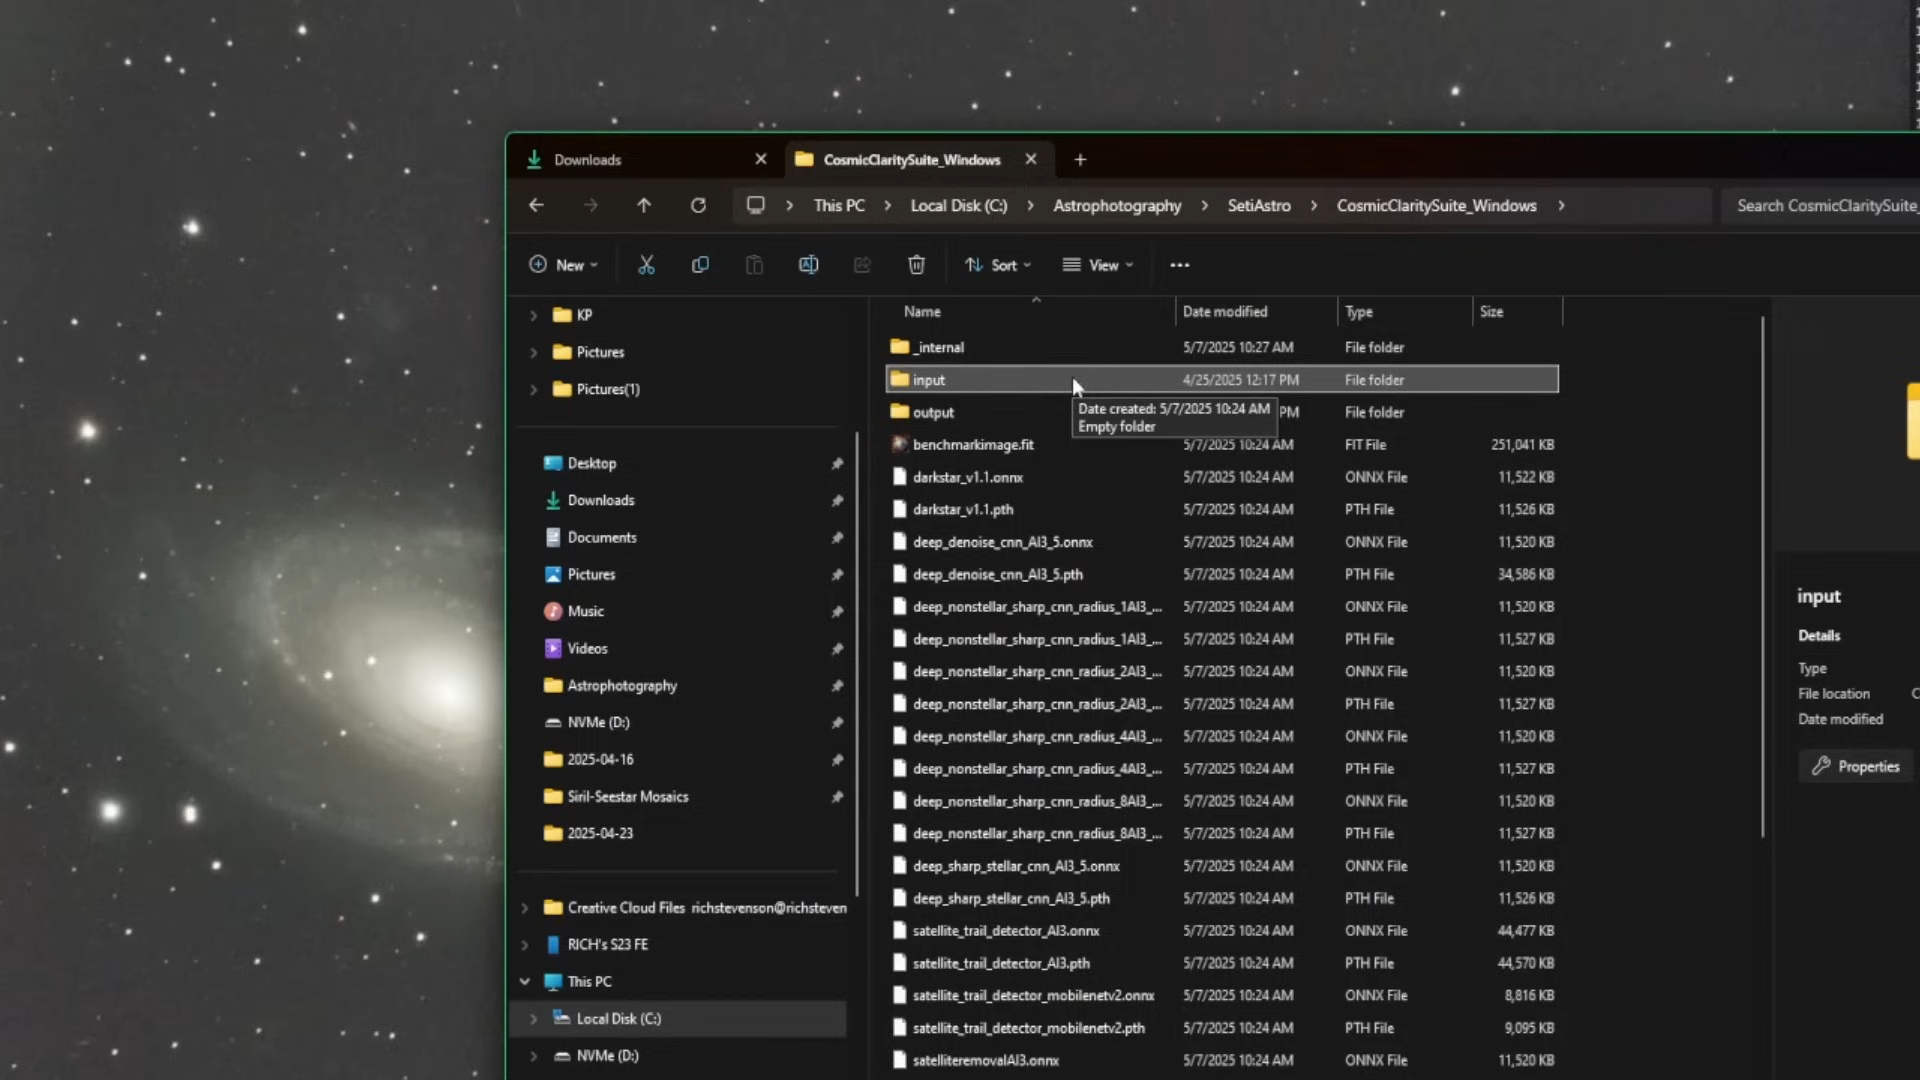 Downloads
CosmicClaritySuite_Windows
This PC > Local Disk (C:) > Astrophotography > SetiAstro > CosmicClaritySuite_Windows >
Search CosmicClaritySuite_
New
Sort
View
KP
Pictures
Pictures(1)
Desktop
Downloads
Documents
Pictures
Music
Videos
Astrophotography
NVMe (D:)
2025-04-16
Siril-Seestar Mosaics
2025-04-23
Creative Cloud Files richstevenson@richsteven
RICH's S23 FE
This PC
Local Disk (C:)
NVMe (D:)
Name Date modified Type Size
_internal 5/7/2025 10:27 AM File folder
input 4/25/2025 12:17 PM File folder
output PM File folder
Date created: 5/7/2025 10:24 AM
Empty folder
benchmarkimage.fit 5/7/2025 10:24 AM FIT File 251,041 KB
darkstar_v1.1.onnx 5/7/2025 10:24 AM ONNX File 11,522 KB
darkstar_v1.1.pth 5/7/2025 10:24 AM PTH File 11,526 KB
deep_denoise_cnn_AI3_5.onnx 5/7/2025 10:24 AM ONNX File 11,520 KB
deep_denoise_cnn_AI3_5.pth 5/7/2025 10:24 AM PTH File 34,586 KB
deep_nonstellar_sharp_cnn_radius_1AI3_... 5/7/2025 10:24 AM ONNX File 11,520 KB
deep_nonstellar_sharp_cnn_radius_1AI3_... 5/7/2025 10:24 AM PTH File 11,527 KB
deep_nonstellar_sharp_cnn_radius_2AI3_... 5/7/2025 10:24 AM ONNX File 11,520 KB
deep_nonstellar_sharp_cnn_radius_2AI3_... 5/7/2025 10:24 AM PTH File 11,527 KB
deep_nonstellar_sharp_cnn_radius_4AI3_... 5/7/2025 10:24 AM ONNX File 11,520 KB
deep_nonstellar_sharp_cnn_radius_4AI3_... 5/7/2025 10:24 AM PTH File 11,527 KB
deep_nonstellar_sharp_cnn_radius_8AI3_... 5/7/2025 10:24 AM ONNX File 11,520 KB
deep_nonstellar_sharp_cnn_radius_8AI3_... 5/7/2025 10:24 AM PTH File 11,527 KB
deep_sharp_stellar_cnn_AI3_5.onnx 5/7/2025 10:24 AM ONNX File 11,520 KB
deep_sharp_stellar_cnn_AI3_5.pth 5/7/2025 10:24 AM PTH File 11,526 KB
satellite_trail_detector_AI3.onnx 5/7/2025 10:24 AM ONNX File 44,477 KB
satellite_trail_detector_AI3.pth 5/7/2025 10:24 AM PTH File 44,570 KB
satellite_trail_detector_mobilenetv2.onnx 5/7/2025 10:24 AM ONNX File 8,816 KB
satellite_trail_detector_mobilenetv2.pth 5/7/2025 10:24 AM PTH File 9,095 KB
satelliteremovalAI3.onnx 5/7/2025 10:24 AM ONNX File 11,520 KB
input
Details
Type
File location C
Date modified
Properties